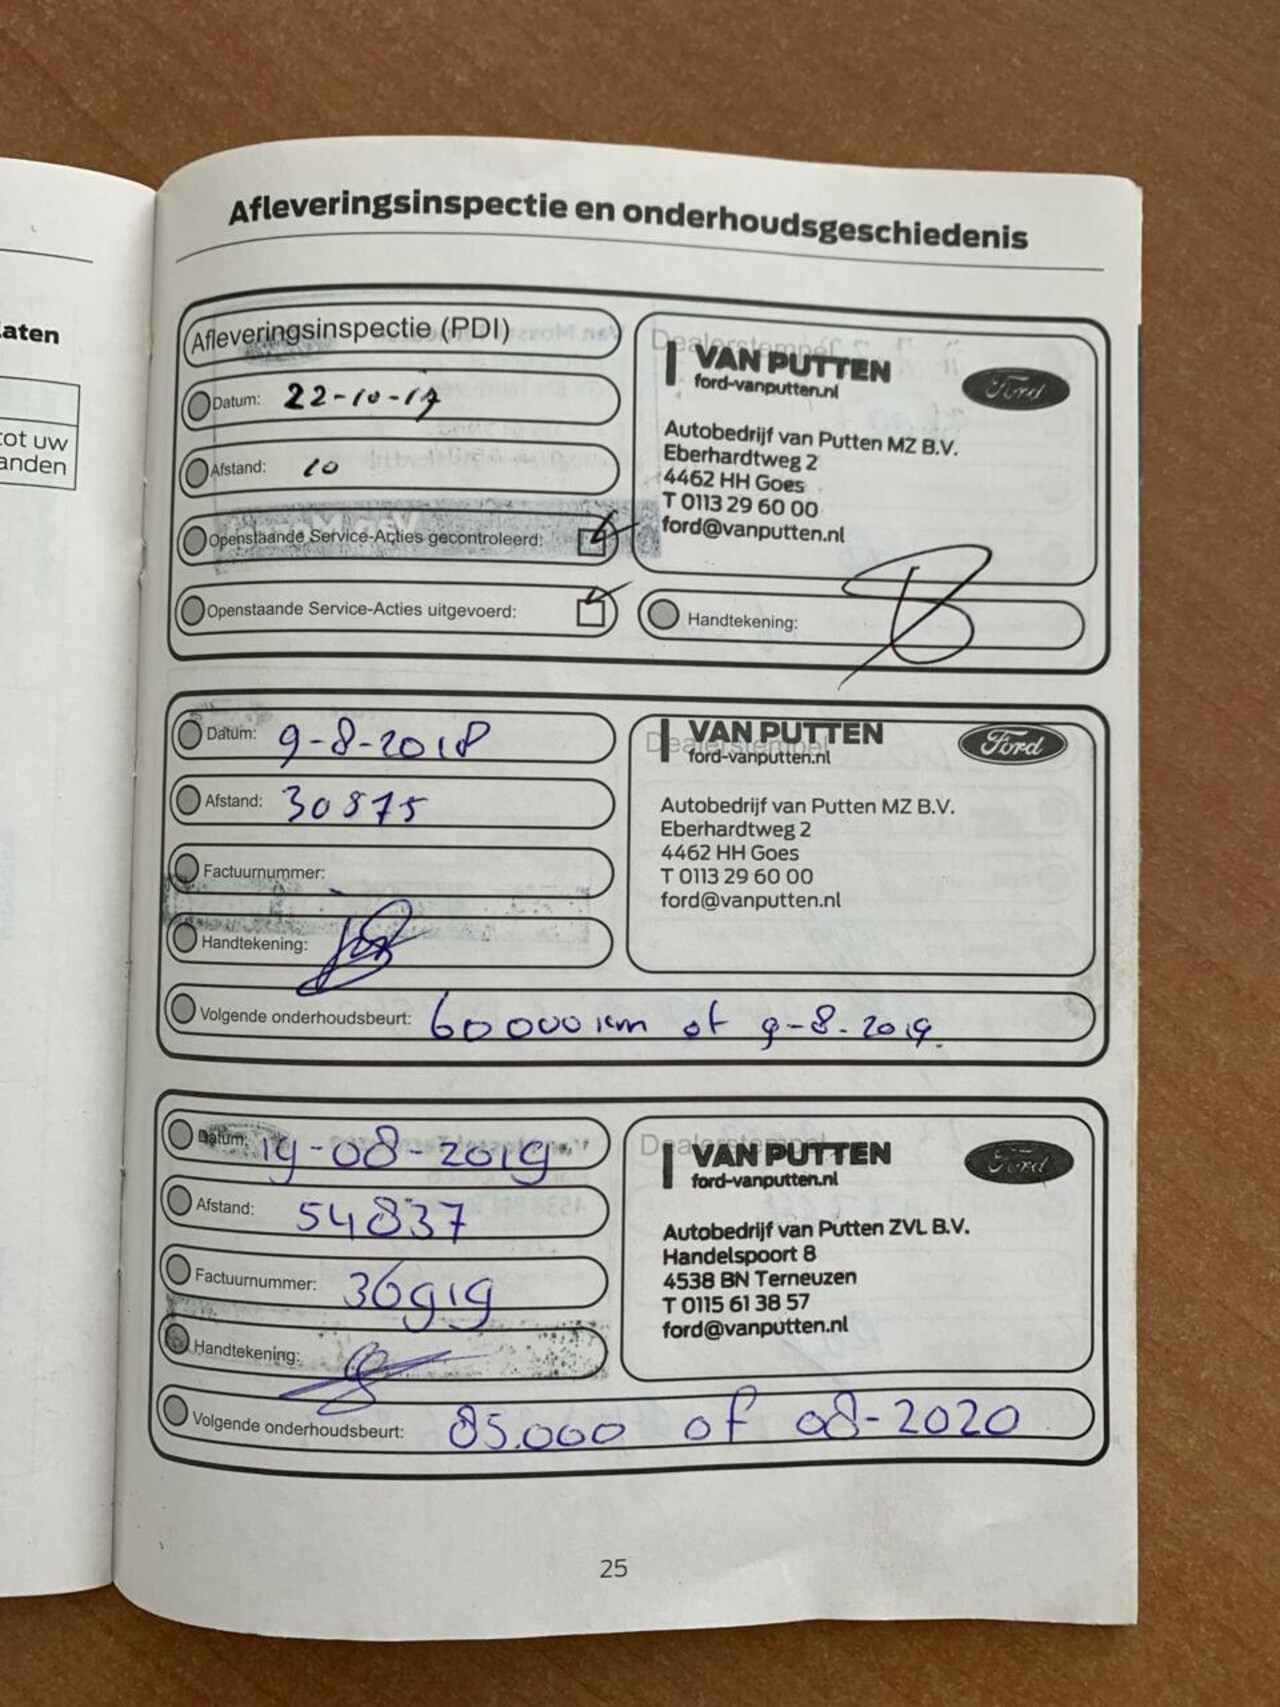 laten
tot uw
anden
Afleveringsinspectie en onderhoudsgeschiedenis
Afleveringsinspectie (PDI)
Datum: 22-10-17
Afstand: 10
Openstaande Service-Acties gecontroleerd:
Openstaande Service-Acties uitgevoerd:
Dealerstempel
VAN PUTTEN
ford-vanputten.nl
Ford
Autobedrijf van Putten MZ B.V.
Eberhardtweg 2
4462 HH Goes
T 0113 29 60 00
ford@vanputten.nl
Handtekening:
Datum: 9-8-2018
Afstand: 30875
Factuurnummer:
Handtekening:
Dealerstempel
VAN PUTTEN
ford-vanputten.nl
Ford
Autobedrijf van Putten MZ B.V.
Eberhardtweg 2
4462 HH Goes
T 0113 29 60 00
ford@vanputten.nl
Volgende onderhoudsbeurt: 60000 km of 9-8-2019.
Datum: 19-08-2019
Afstand: 54837
Factuurnummer: 36919
Handtekening:
Dealerstempel
VAN PUTTEN
ford-vanputten.nl
Ford
Autobedrijf van Putten ZVL B.V.
Handelspoort 8
4538 BN Terneuzen
T 0115 61 38 57
ford@vanputten.nl
Volgende onderhoudsbeurt: 85.000 of 08-2020
25